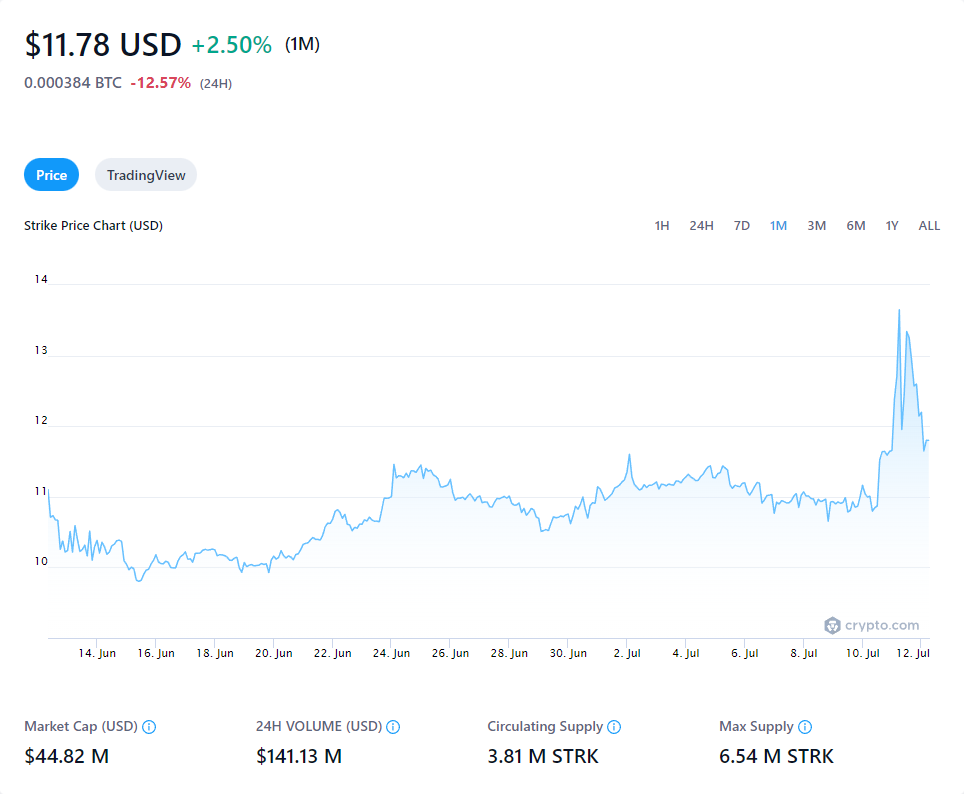 $11.78 USD +2.50% (1M)
0.000384 BTC -12.57% (24H)
Price TradingView
Strike Price Chart (USD) 1H 24H 7D 1M 3M 6M 1Y ALL
14
13
12
11
10
crypto.com
14. Jun 16. Jun 18. Jun 20. Jun 22. Jun 24. Jun 26. Jun 28. Jun 30. Jun 2. Jul 4. Jul 6. Jul 8. Jul 10. Jul 12. Jul
Market Cap (USD) 24H VOLUME (USD) Circulating Supply Max Supply
$44.82 M $141.13 M 3.81 M STRK 6.54 M STRK